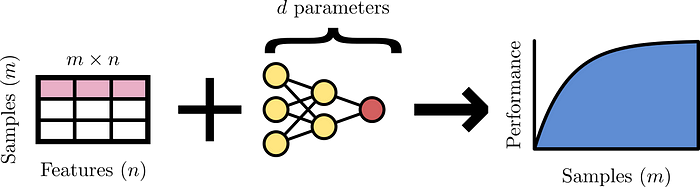 d parameters
m × n
Samples (m)
Features (n)
Performance
Samples (m)